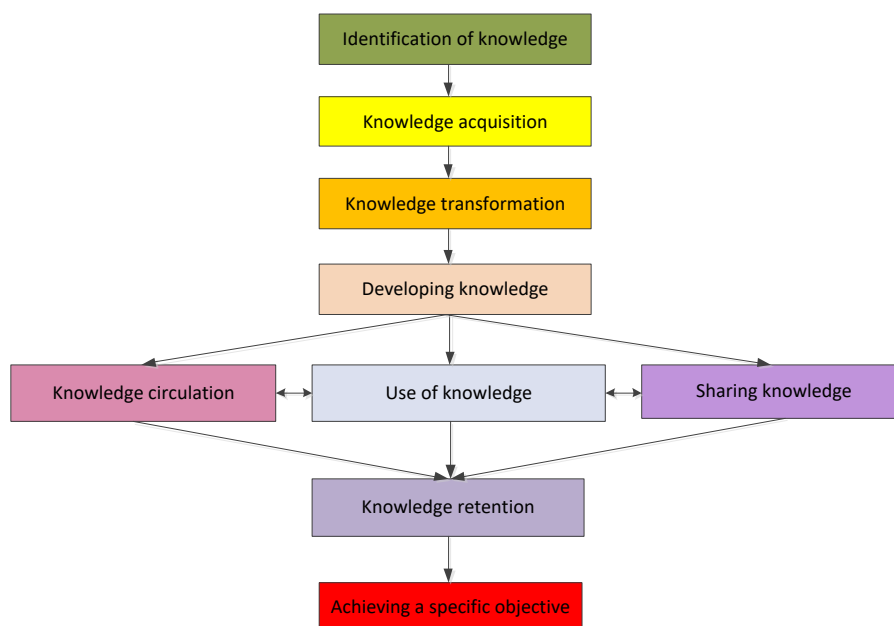 Identification of knowledge
Knowledge acquisition
Knowledge transformation
Developing knowledge
Knowledge circulation
Use of knowledge
Sharing knowledge
Knowledge retention
Achieving a specific objective